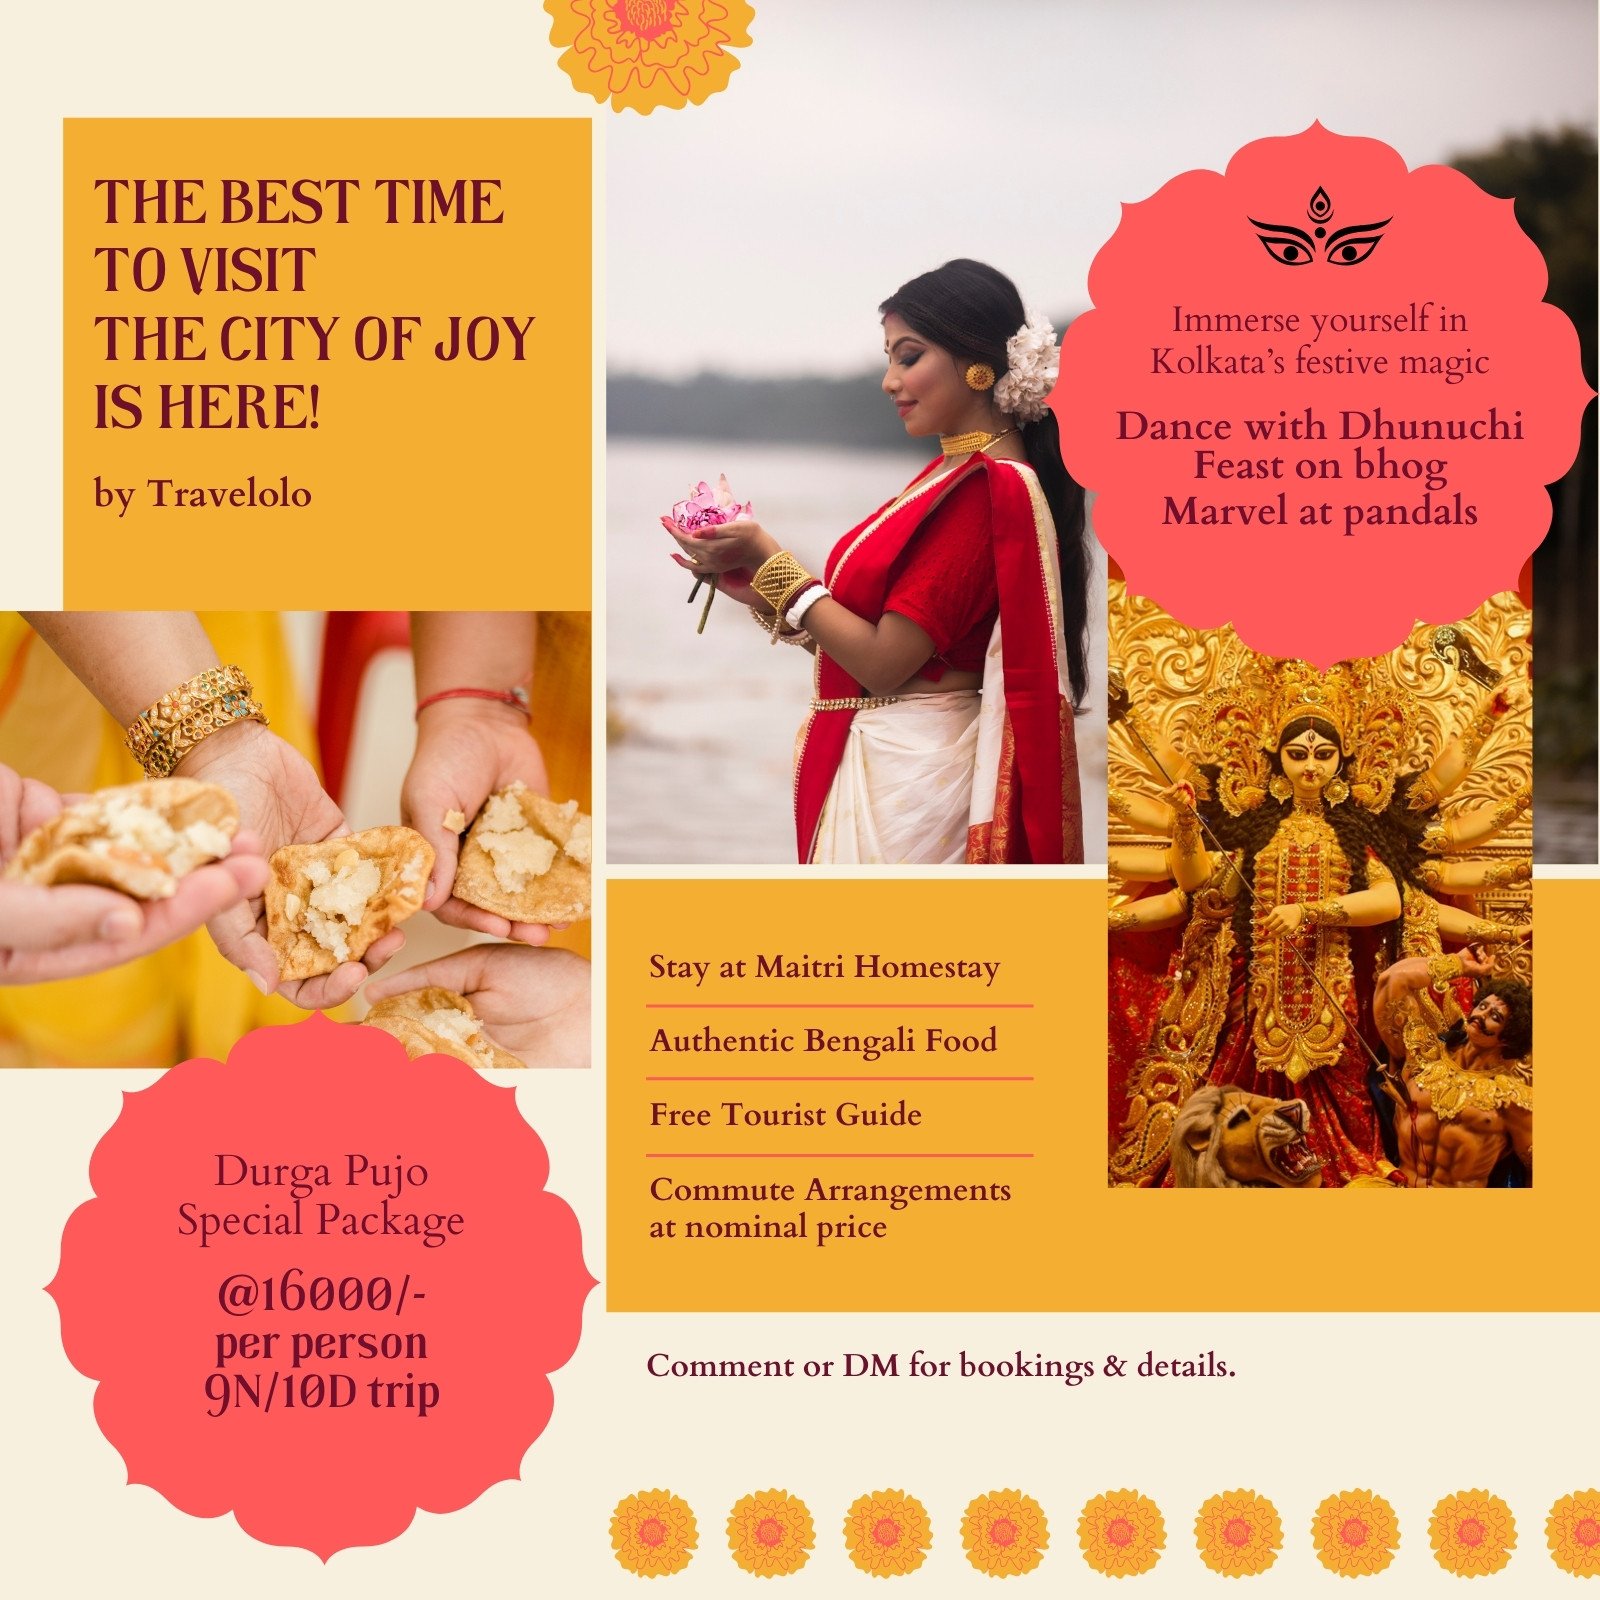 THE BEST TIME
TO VISIT
THE CITY OF JOY
IS HERE!
by Travelolo
Immerse yourself in
Kolkata’s festive magic
Dance with Dhunuchi
Feast on bhog
Marvel at pandals
Stay at Maitri Homestay
Authentic Bengali Food
Free Tourist Guide
Commute Arrangements
at nominal price
Durga Pujo
Special Package
@16000/-
per person
9N/10D trip
Comment or DM for bookings & details.